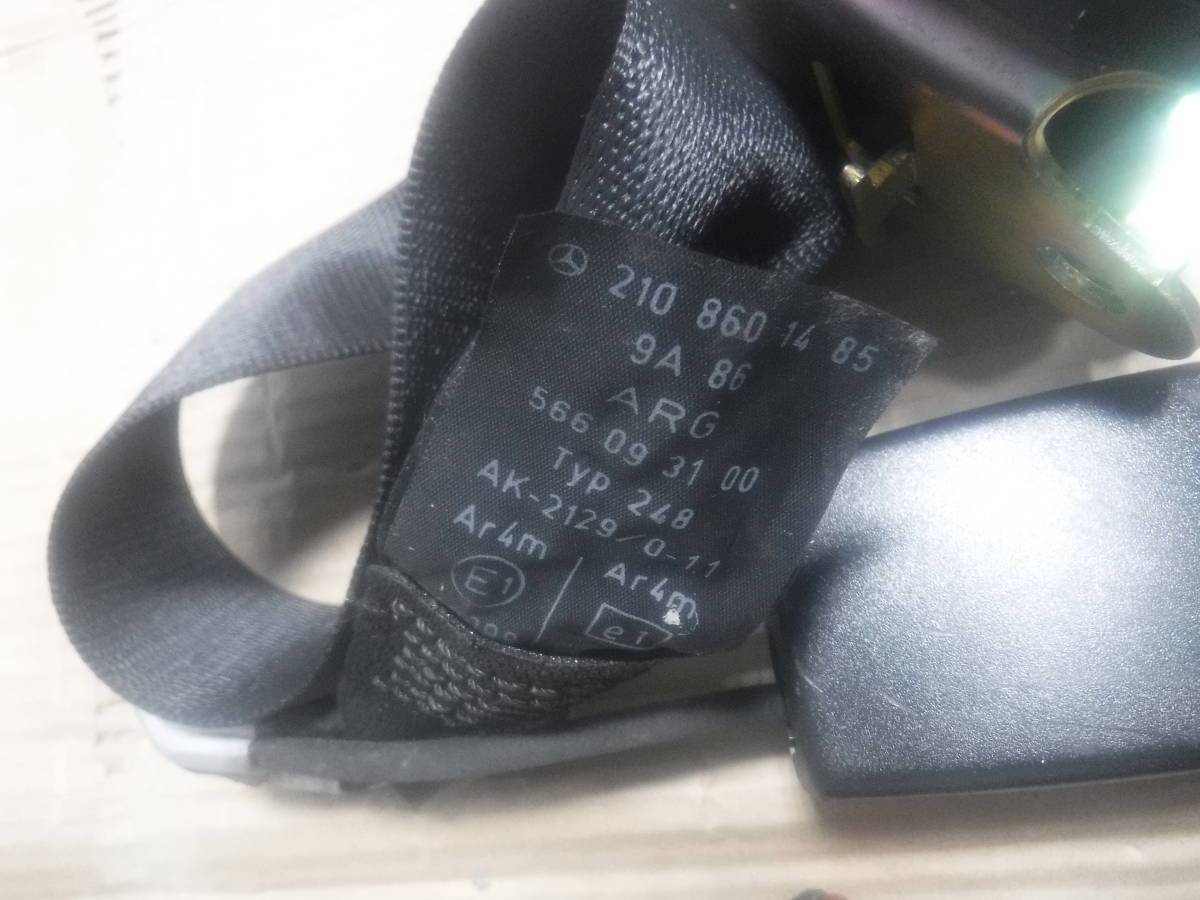 210 860 14 85
9A 86
ARG
566 09 31 00
Typ 248
AK-2129/0-11
Ar4m / Ar4m
E1 e1